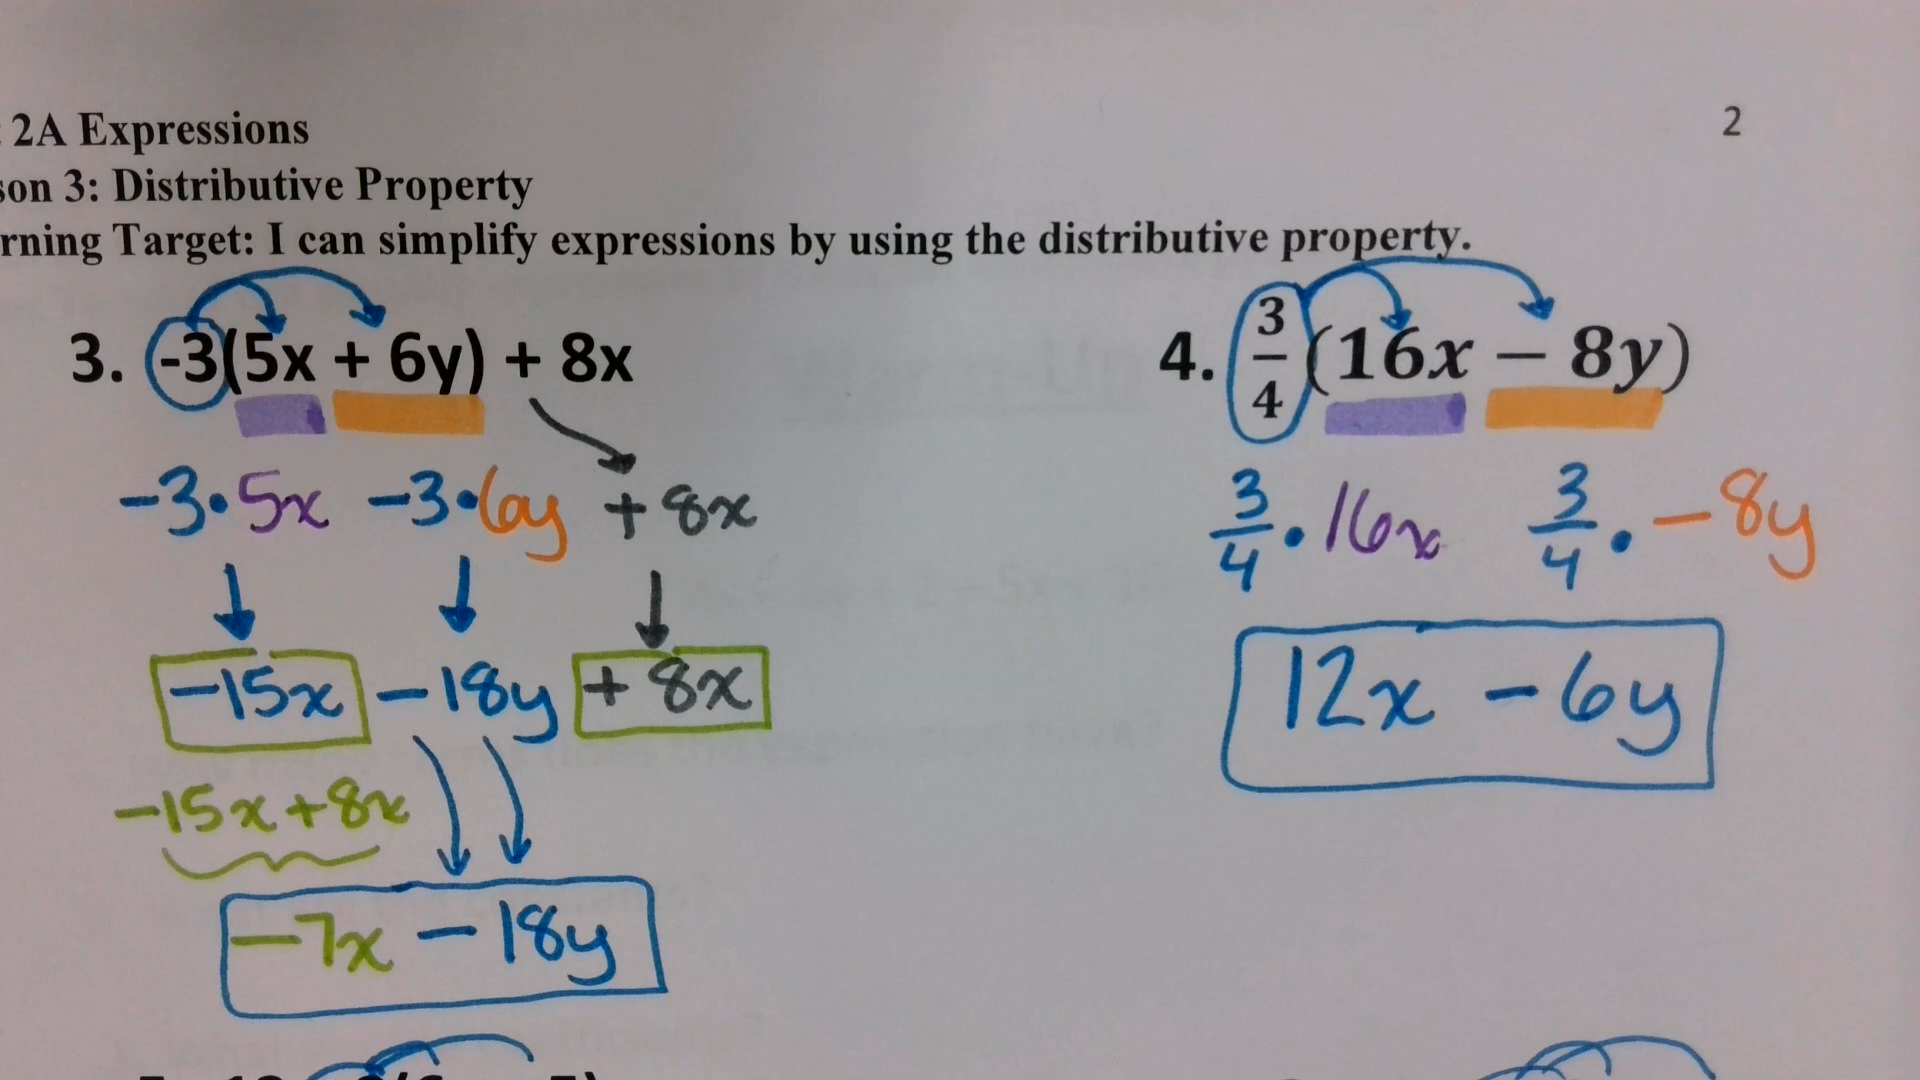 2
2A Expressions
son 3: Distributive Property
rning Target: I can simplify expressions by using the distributive property.
3. -3(5x + 6y) + 8x
-3·5x -3·6y + 8x
-15x -18y + 8x
-15x+8x
-7x -18y
4. 3/4 (16x − 8y)
3/4 · 16x 3/4 · -8y
12x - 6y